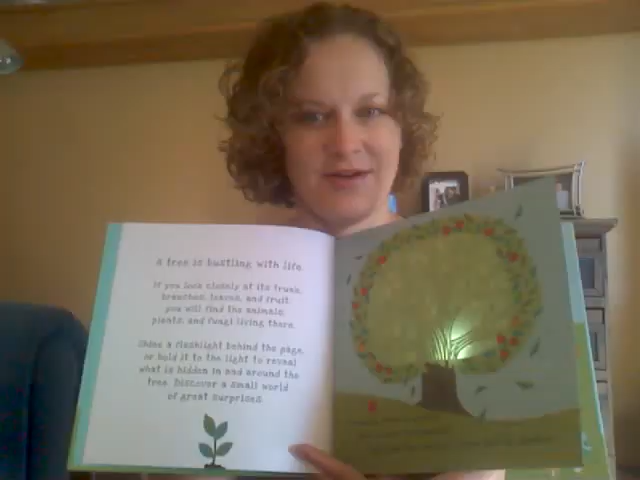 A tree is bustling with life.
If you look closely at its trunk,
branches, leaves, and fruit,
you will find the animals,
plants, and fungi living there.
Shine a flashlight behind the page,
or hold it to the light to reveal
what is hidden in and around the
tree. Discover a small world
of great surprises.